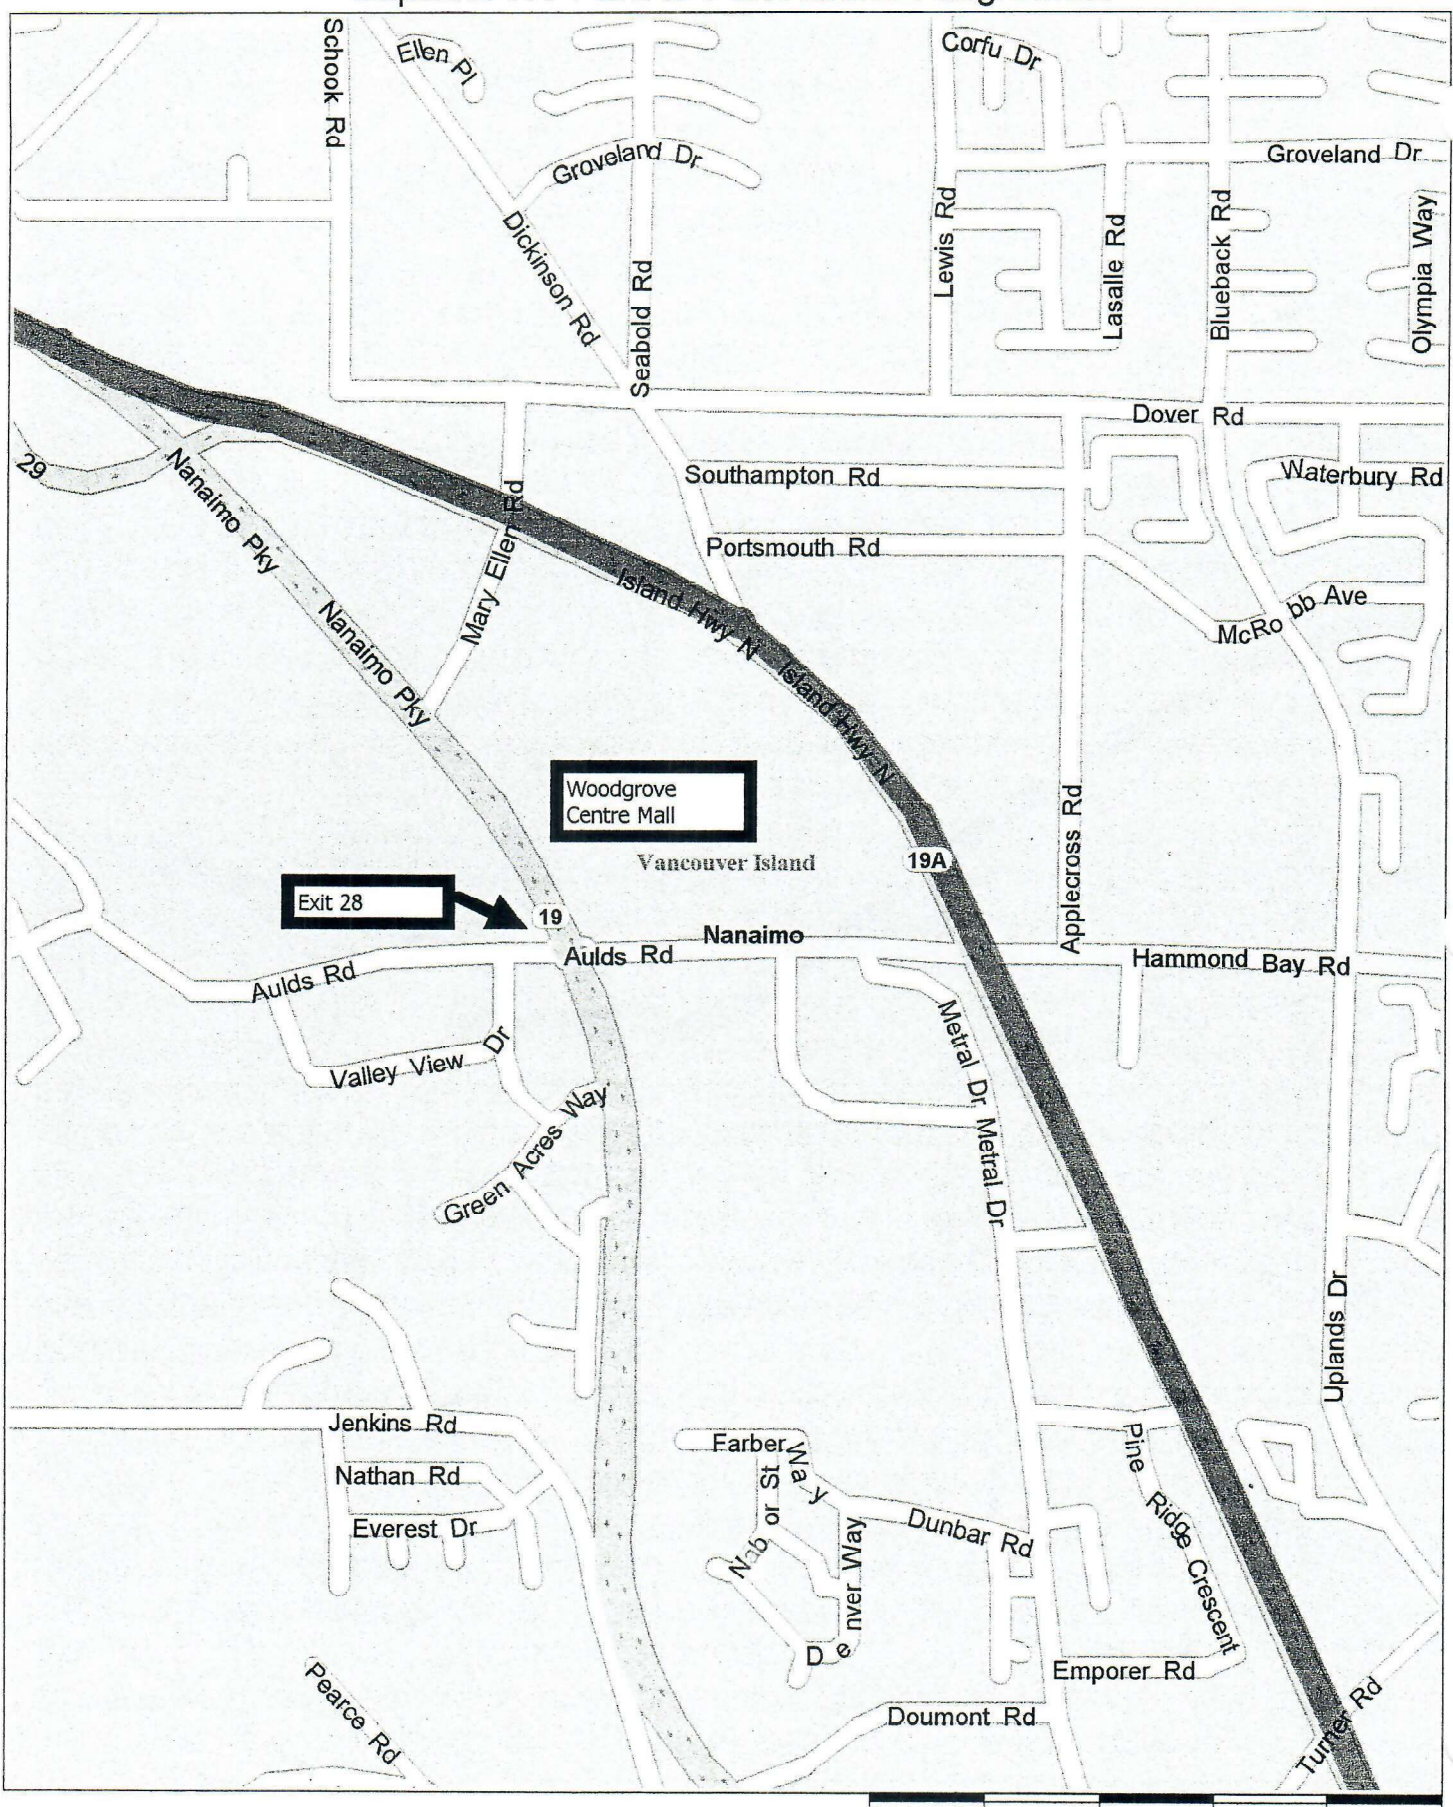 Schook Rd
Ellen Pl
Corfu Dr
Groveland Dr
Groveland Dr
Dickinson Rd
Seabold Rd
Lewis Rd
Lasalle Rd
Blueback Rd
Olympia Way
Dover Rd
29
Nanaimo Pky
Southampton Rd
Waterbury Rd
Mary Ellen Rd
Portsmouth Rd
Island Hwy N
McRobb Ave
Nanaimo Pky
Island Hwy N
Woodgrove
Centre Mall
Vancouver Island
19A
Applecross Rd
Exit 28
19
Nanaimo
Aulds Rd
Aulds Rd
Hammond Bay Rd
Metral Dr
Valley View Dr
Green Acres Way
Metral Dr
Uplands Dr
Jenkins Rd
Farber Way
Pine Ridge Crescent
Nathan Rd
Nabor St
Everest Dr
Dunbar Rd
Denver Way
Emporer Rd
Pearce Rd
Doumont Rd
Turner Rd